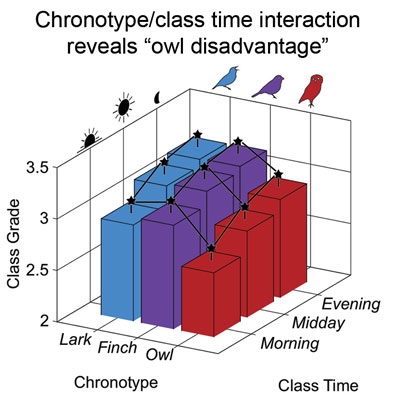 Chronotype/class time interaction
reveals “owl disadvantage”
3.5
3
2.5
2
Class Grade
Lark
Finch
Owl
Morning
Midday
Evening
Chronotype
Class Time